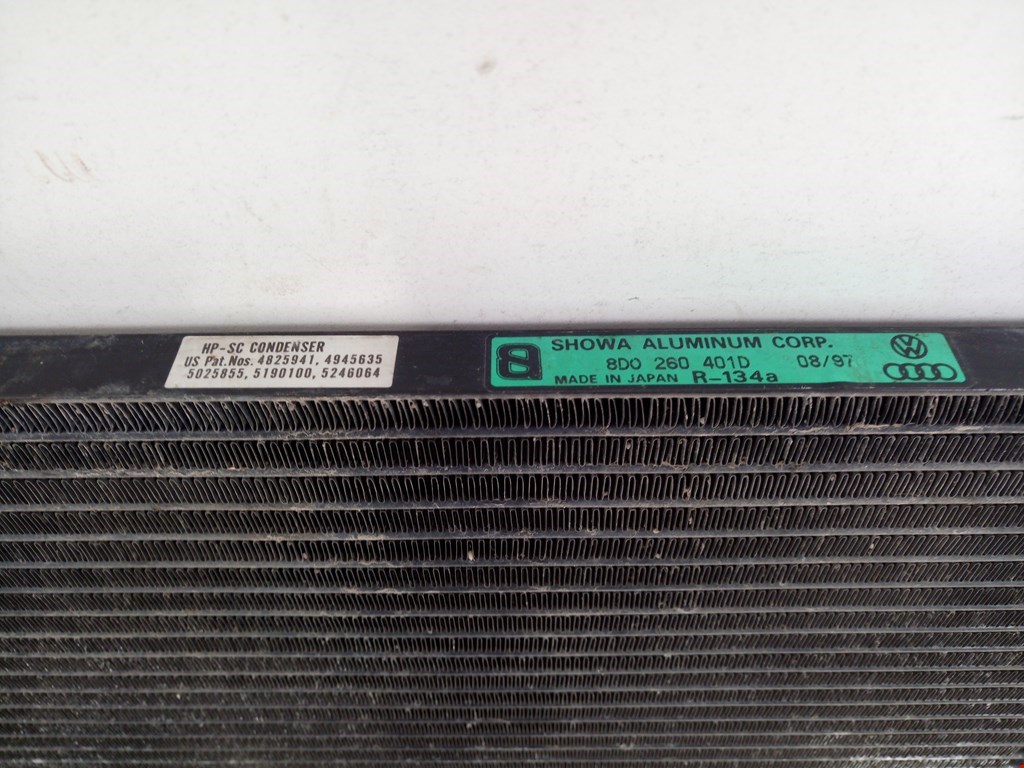 HP-SC CONDENSER
US Pat.Nos. 4825941, 4945635
5025855, 5190100, 5246064
SHOWA ALUMINUM CORP.
8D0 260 401D 08/97
MADE IN JAPAN R-134a